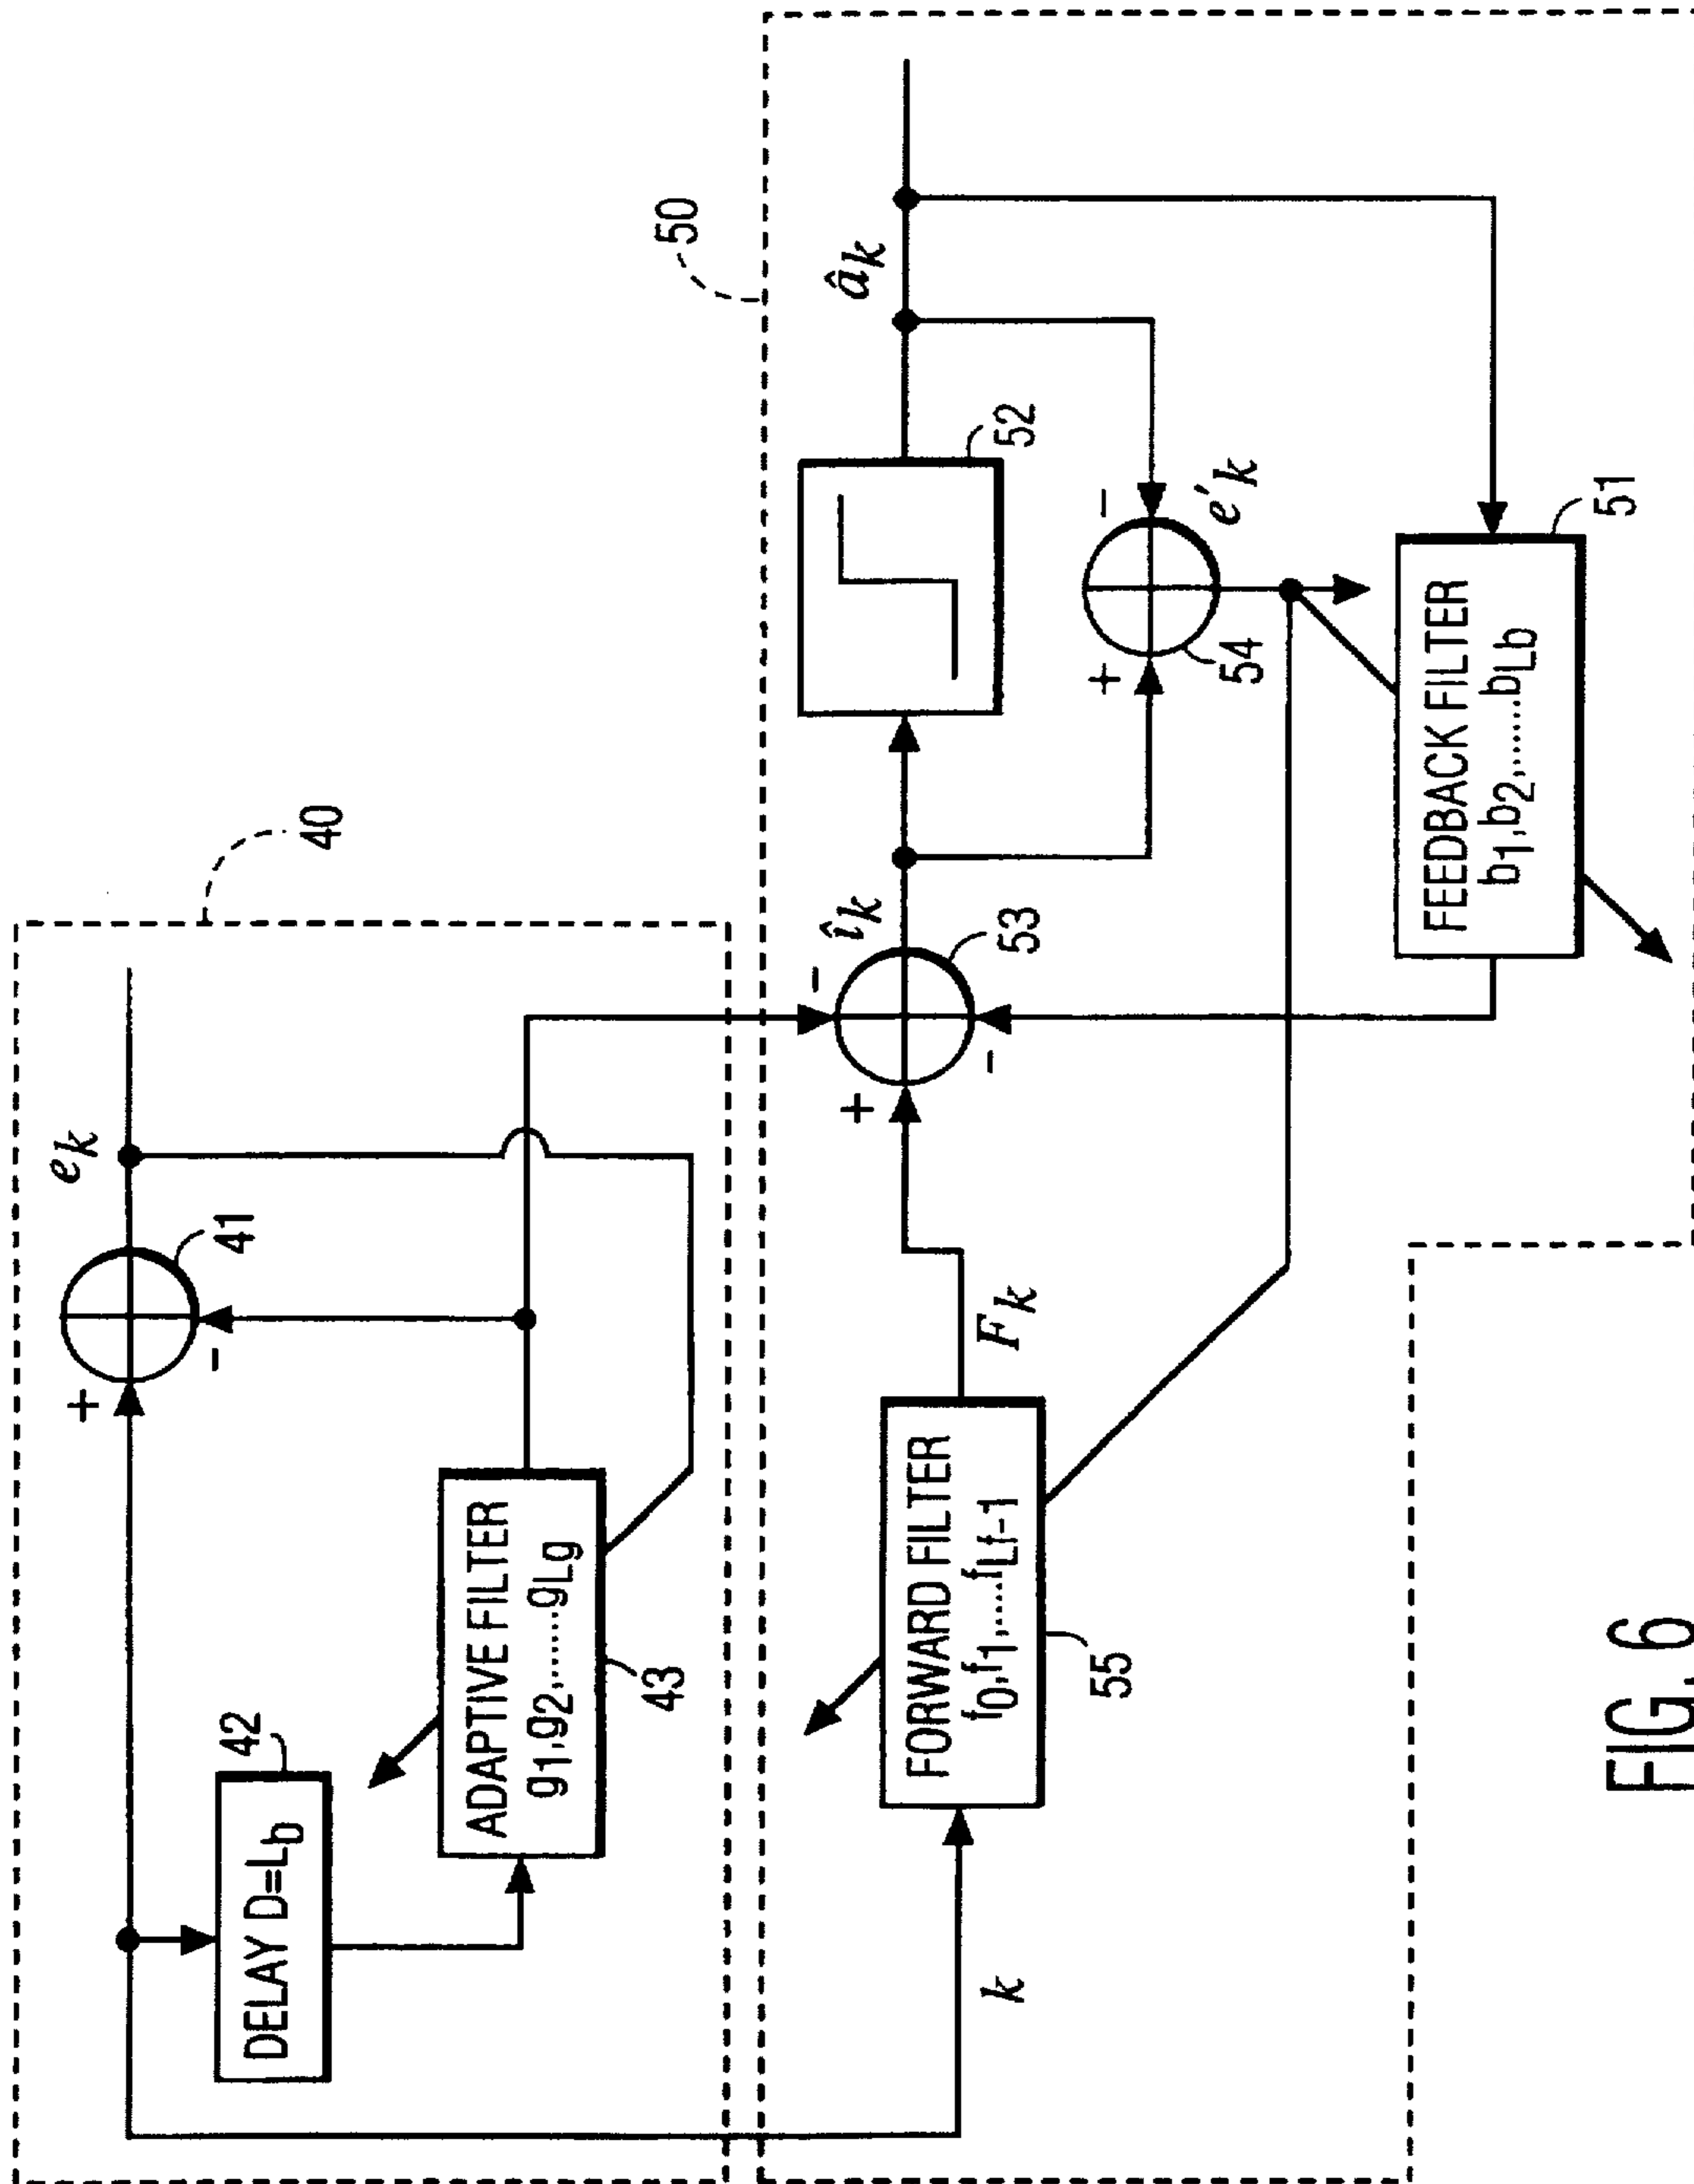 40
e_k
+
-
41
DELAY D=L_b
42
ADAPTIVE FILTER
g_1,g_2,......g_Lg
43
50
k
FORWARD FILTER
f_0,f_1,....f_Lf-1
55
F_k
+
-
-
53
î_k
52
â_k
+
-
54
e'_k
FEEDBACK FILTER
b_1,b_2,......b_Lb
51
FIG. 6